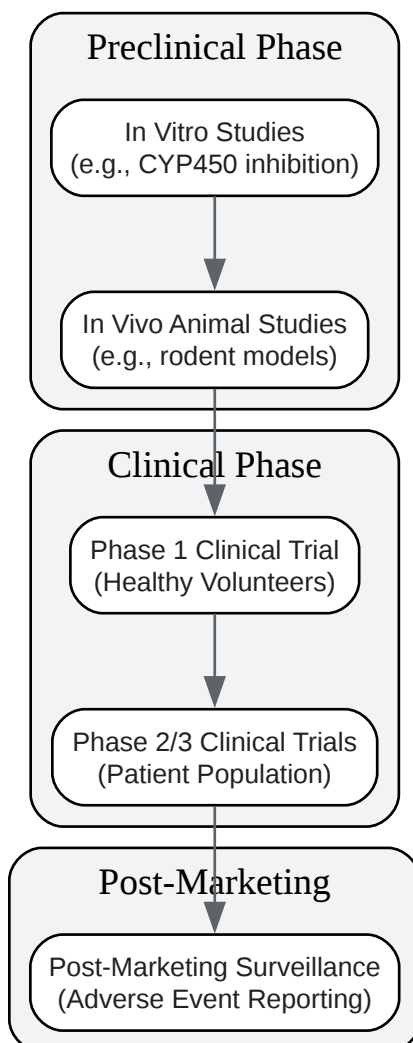 Preclinical Phase
In Vitro Studies
(e.g., CYP450 inhibition)
In Vivo Animal Studies
(e.g., rodent models)
Clinical Phase
Phase 1 Clinical Trial
(Healthy Volunteers)
Phase 2/3 Clinical Trials
(Patient Population)
Post-Marketing
Post-Marketing Surveillance
(Adverse Event Reporting)